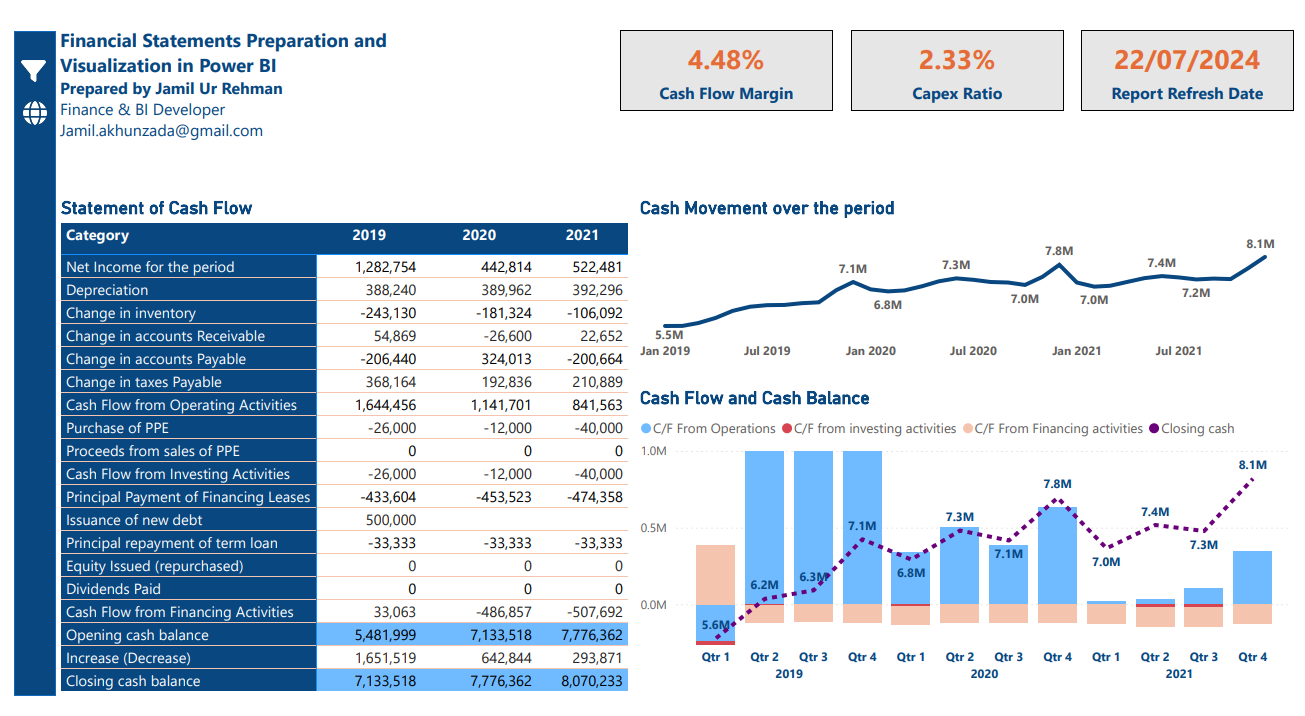 Financial Statements Preparation and
Visualization in Power BI
Prepared by Jamil Ur Rehman
Finance & BI Developer
Jamil.akhunzada@gmail.com
4.48%
Cash Flow Margin
2.33%
Capex Ratio
22/07/2024
Report Refresh Date
Statement of Cash Flow
Category 2019 2020 2021
Net Income for the period 1,282,754 442,814 522,481
Depreciation 388,240 389,962 392,296
Change in inventory -243,130 -181,324 -106,092
Change in accounts Receivable 54,869 -26,600 22,652
Change in accounts Payable -206,440 324,013 -200,664
Change in taxes Payable 368,164 192,836 210,889
Cash Flow from Operating Activities 1,644,456 1,141,701 841,563
Purchase of PPE -26,000 -12,000 -40,000
Proceeds from sales of PPE 0 0 0
Cash Flow from Investing Activities -26,000 -12,000 -40,000
Principal Payment of Financing Leases -433,604 -453,523 -474,358
Issuance of new debt 500,000
Principal repayment of term loan -33,333 -33,333 -33,333
Equity Issued (repurchased) 0 0 0
Dividends Paid 0 0 0
Cash Flow from Financing Activities 33,063 -486,857 -507,692
Opening cash balance 5,481,999 7,133,518 7,776,362
Increase (Decrease) 1,651,519 642,844 293,871
Closing cash balance 7,133,518 7,776,362 8,070,233
Cash Movement over the period
5.5M 7.1M 6.8M 7.3M 7.0M 7.8M 7.0M 7.4M 7.2M 8.1M
Jan 2019 Jul 2019 Jan 2020 Jul 2020 Jan 2021 Jul 2021
Cash Flow and Cash Balance
C/F From Operations C/F from investing activities C/F From Financing activities Closing cash
1.0M
0.5M
0.0M
5.6M 6.2M 6.3M 7.1M 6.8M 7.3M 7.1M 7.8M 7.0M 7.4M 7.3M 8.1M
Qtr 1 Qtr 2 Qtr 3 Qtr 4 Qtr 1 Qtr 2 Qtr 3 Qtr 4 Qtr 1 Qtr 2 Qtr 3 Qtr 4
2019 2020 2021